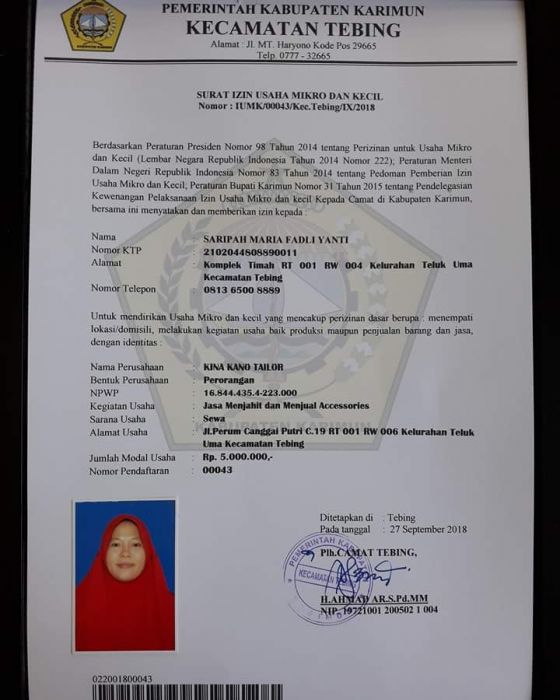 PEMERINTAH KABUPATEN KARIMUN
KECAMATAN TEBING
Alamat : Jl. MT. Haryono Kode Pos 29665
Telp. 0777 - 32665
SURAT IZIN USAHA MIKRO DAN KECIL
Nomor : IUMK/00043/Kec.Tebing/IX/2018
Berdasarkan Peraturan Presiden Nomor 98 Tahun 2014 tentang Perizinan untuk Usaha Mikro
dan Kecil (Lembar Negara Republik Indonesia Tahun 2014 Nomor 222); Peraturan Menteri
Dalam Negeri Republik Indonesia Nomor 83 Tahun 2014 tentang Pedoman Pemberian Izin
Usaha Mikro dan Kecil; Peraturan Bupati Karimun Nomor 31 Tahun 2015 tentang Pendelegasian
Kewenangan Pelaksanaan Izin Usaha Mikro dan kecil Kepada Camat di Kabupaten Karimun,
bersama ini menyatakan dan memberikan izin kepada :
Nama : SARIPAH MARIA FADLI YANTI
Nomor KTP : 2102044808890011
Alamat : Komplek Timah RT 001 RW 004 Kelurahan Teluk Uma
Kecamatan Tebing
Nomor Telepon : 0813 6500 8889
Untuk mendirikan Usaha Mikro dan kecil yang mencakup perizinan dasar berupa : menempati
lokasi/domisili, melakukan kegiatan usaha baik produksi maupun penjualan barang dan jasa,
dengan identitas :
Nama Perusahaan : KINA KANO TAILOR
Bentuk Perusahaan : Perorangan
NPWP : 16.844.435.4-223.000
Kegiatan Usaha : Jasa Menjahit dan Menjual Accessories
Sarana Usaha : Sewa
Alamat Usaha : Jl.Perum Canggai Putri C.19 RT 001 RW 006 Kelurahan Teluk
Uma Kecamatan Tebing
Jumlah Modal Usaha : Rp. 5.000.000,-
Nomor Pendaftaran : 00043
Ditetapkan di : Tebing
Pada tanggal : 27 September 2018
Plh.CAMAT TEBING,
PEMERINTAH KABUPATEN
KECAMATAN
H.AHMAD AR.S.Pd.MM
NIP. 19721001 200502 1 004
022001800043
KABUPATEN KARIMUN